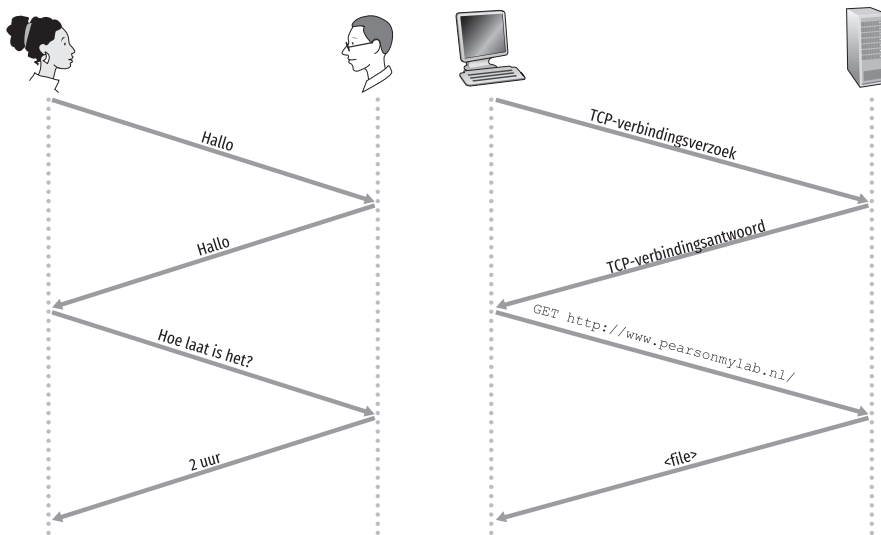 Hallo
Hallo
Hoe laat is het?
2 uur
TCP-verbindingsverzoek
TCP-verbindingsantwoord
GET http://www.pearsonmylab.nl/
<file>